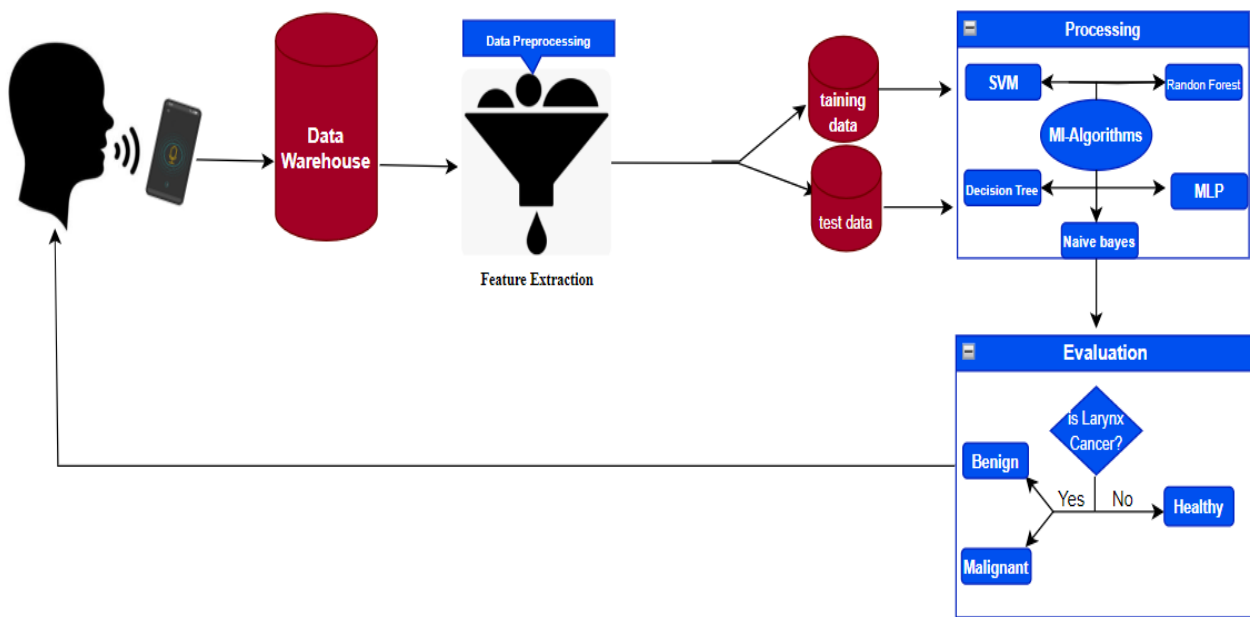 Data Preprocessing
Data
Warehouse
Feature Extraction
taining
data
test data
Processing
SVM
Randon Forest
MI-Algorithms
Decision Tree
MLP
Naive bayes
Evaluation
is Larynx
Cancer?
Benign
Yes
No
Healthy
Malignant